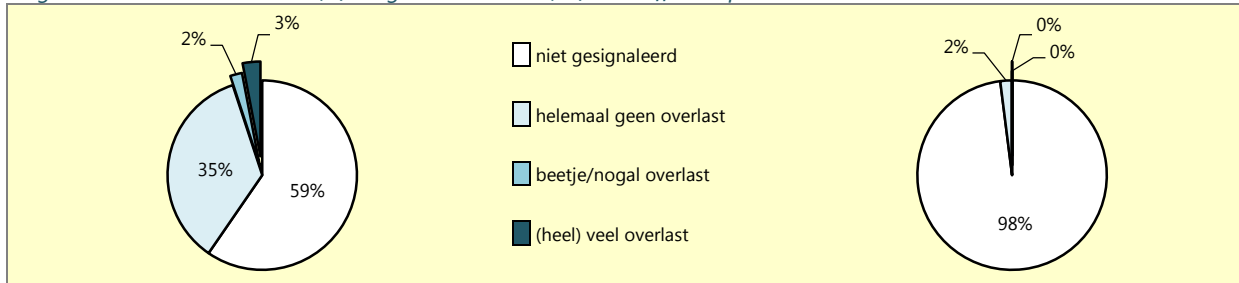 3%
2%
35%
59%
niet gesignaleerd
helemaal geen overlast
beetje/nogal overlast
(heel) veel overlast
0%
2%
0%
98%